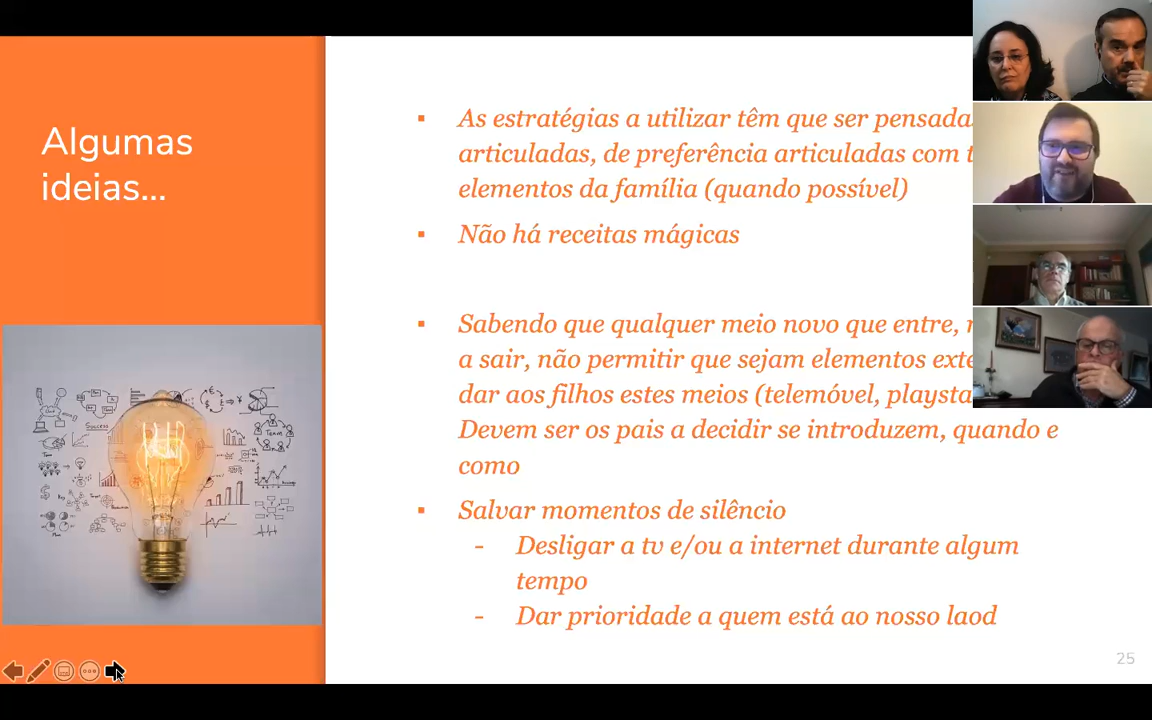 Algumas
ideias...
As estratégias a utilizar têm que ser
articuladas, de preferência articuladas com
elementos da família (quando possível)
Não há receitas mágicas
Sabendo que qualquer meio novo que entre,
a sair, não permitir que sejam elementos
dar aos filhos estes meios (telemóvel,
Devem ser os pais a decidir se introduzem, quando e
como
Salvar momentos de silêncio
- Desligar a tv e/ou a internet durante algum
tempo
- Dar prioridade a quem está ao nosso laod
Success
Team
25